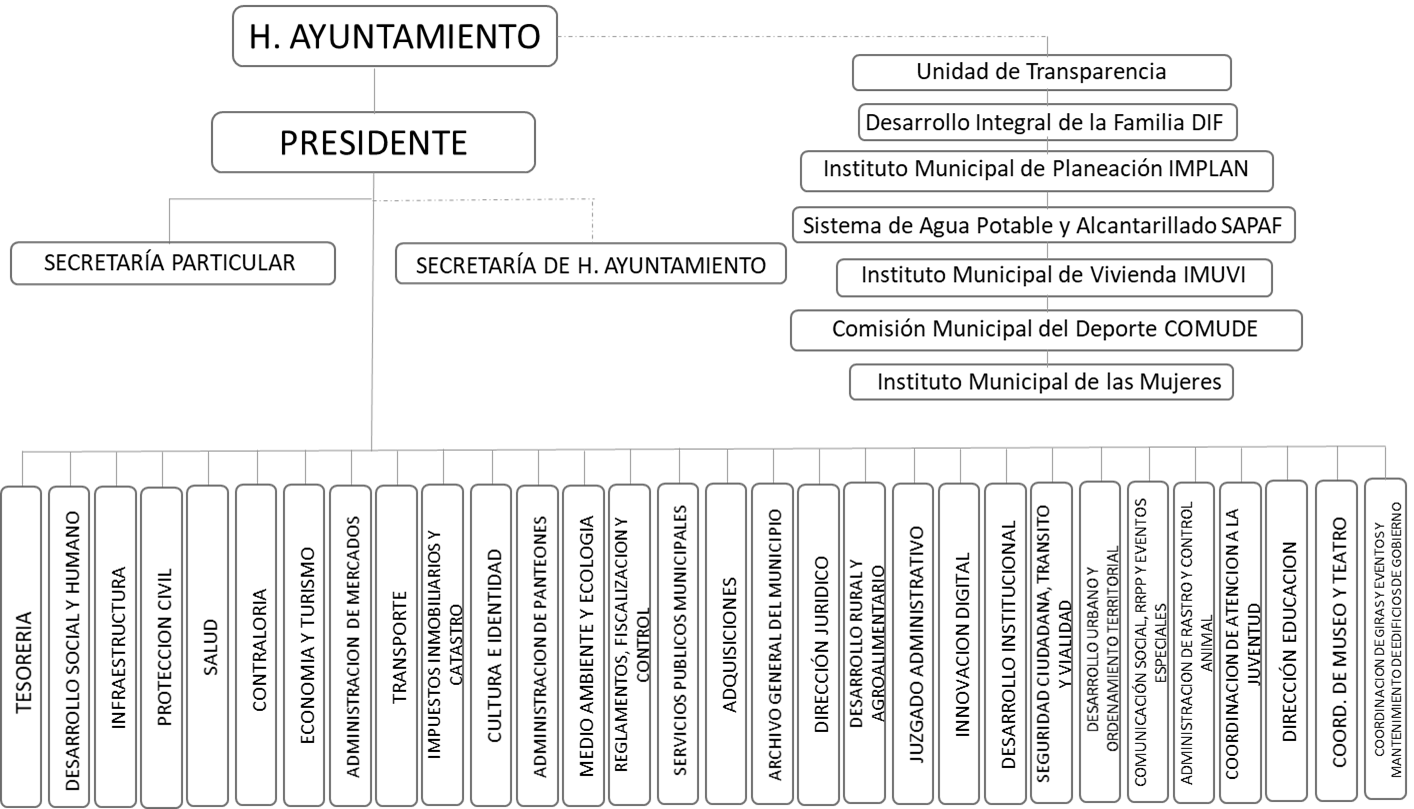 H. AYUNTAMIENTO
PRESIDENTE
SECRETARÍA PARTICULAR
SECRETARÍA DE H. AYUNTAMIENTO
Unidad de Transparencia
Desarrollo Integral de la Familia DIF
Instituto Municipal de Planeación IMPLAN
Sistema de Agua Potable y Alcantarillado SAPAF
Instituto Municipal de Vivienda IMUVI
Comisión Municipal del Deporte COMUDE
Instituto Municipal de las Mujeres
TESORERIA
DESARROLLO SOCIAL Y HUMANO
INFRAESTRUCTURA
PROTECCION CIVIL
SALUD
CONTRALORIA
ECONOMIA Y TURISMO
ADMINISTRACION DE MERCADOS
TRANSPORTE
IMPUESTOS INMOBILIARIOS Y
CATASTRO
CULTURA E IDENTIDAD
ADMINISTRACION DE PANTEONES
MEDIO AMBIENTE Y ECOLOGIA
REGLAMENTOS, FISCALIZACION Y
CONTROL
SERVICIOS PUBLICOS MUNICIPALES
ADQUISICIONES
ARCHIVO GENERAL DEL MUNICIPIO
DIRECCIÓN JURIDICO
DESARROLLO RURAL Y
AGROALIMENTARIO
JUZGADO ADMINISTRATIVO
INNOVACION DIGITAL
DESARROLLO INSTITUCIONAL
SEGURIDAD CIUDADANA, TRANSITO
Y VIALIDAD
DESARROLLO URBANO Y
ORDENAMIENTO TERRITORIAL
COMUNICACIÓN SOCIAL, RRPP Y EVENTOS
ESPECIALES
ADMINISTRACION DE RASTRO Y CONTROL
ANIMAL
COORDINACION DE ATENCION A LA
JUVENTUD
DIRECCIÓN EDUCACION
COORD. DE MUSEO Y TEATRO
COORDINACION DE GIRAS Y EVENTOS Y
MANTENIMIENTO DE EDIFICIOS DE GOBIERNO